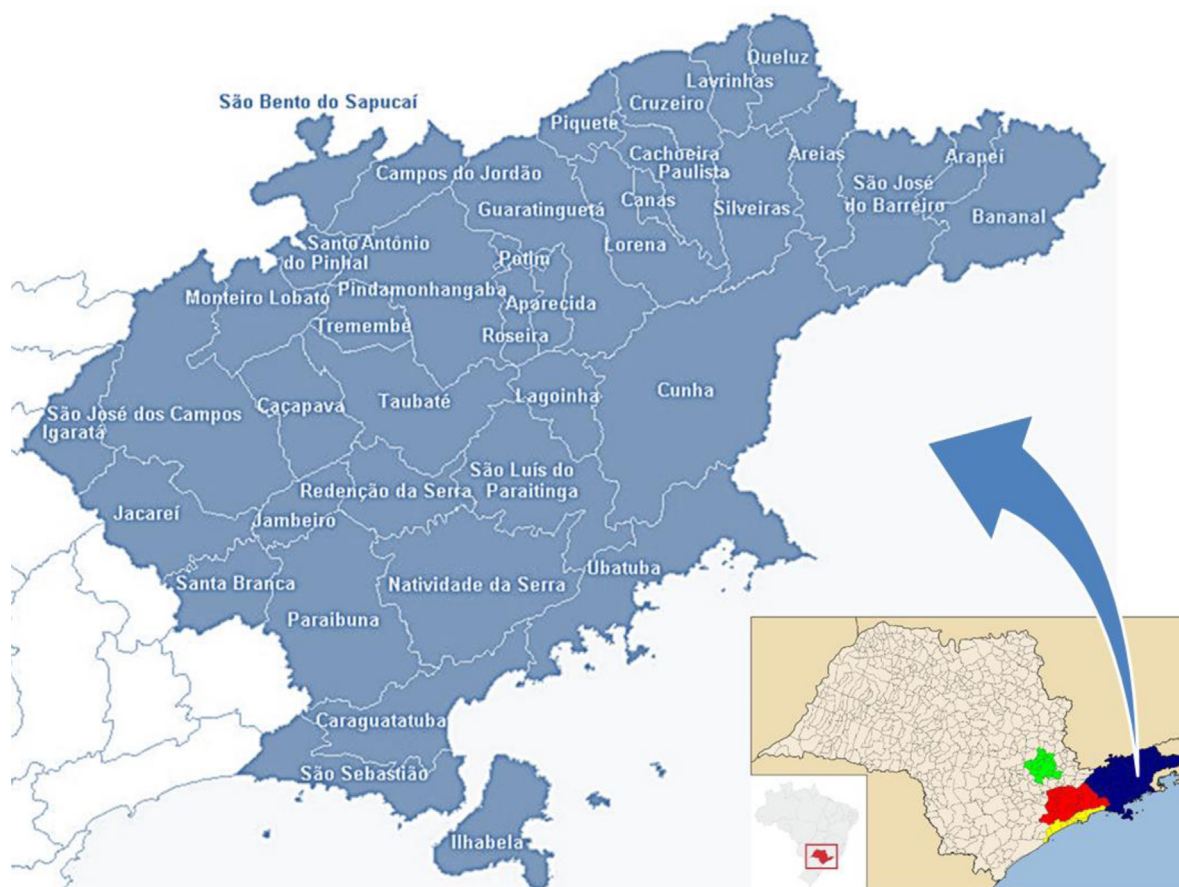 Queluz
Lavrinhas
São Bento do Sapucaí
Cruzeiro
Piquete
Cachoeira
Paulista
Areias
Arapeí
Campos do Jordão
São José
do Barreiro
Canas
Silveiras
Guaratinguetá
Bananal
Santo Antônio
do Pinhal
Lorena
Potim
Pindamonhangaba
Monteiro Lobato
Aparecida
Tremembé
Roseira
Cunha
Lagoinha
Taubaté
Caçapava
São José dos Campos
Igaratá
São Luís do
Paraitinga
Redenção da Serra
Jacareí
Jambeiro
Ubatuba
Santa Branca
Natividade da Serra
Paraibuna
Caraguatatuba
São Sebastião
Ilhabela